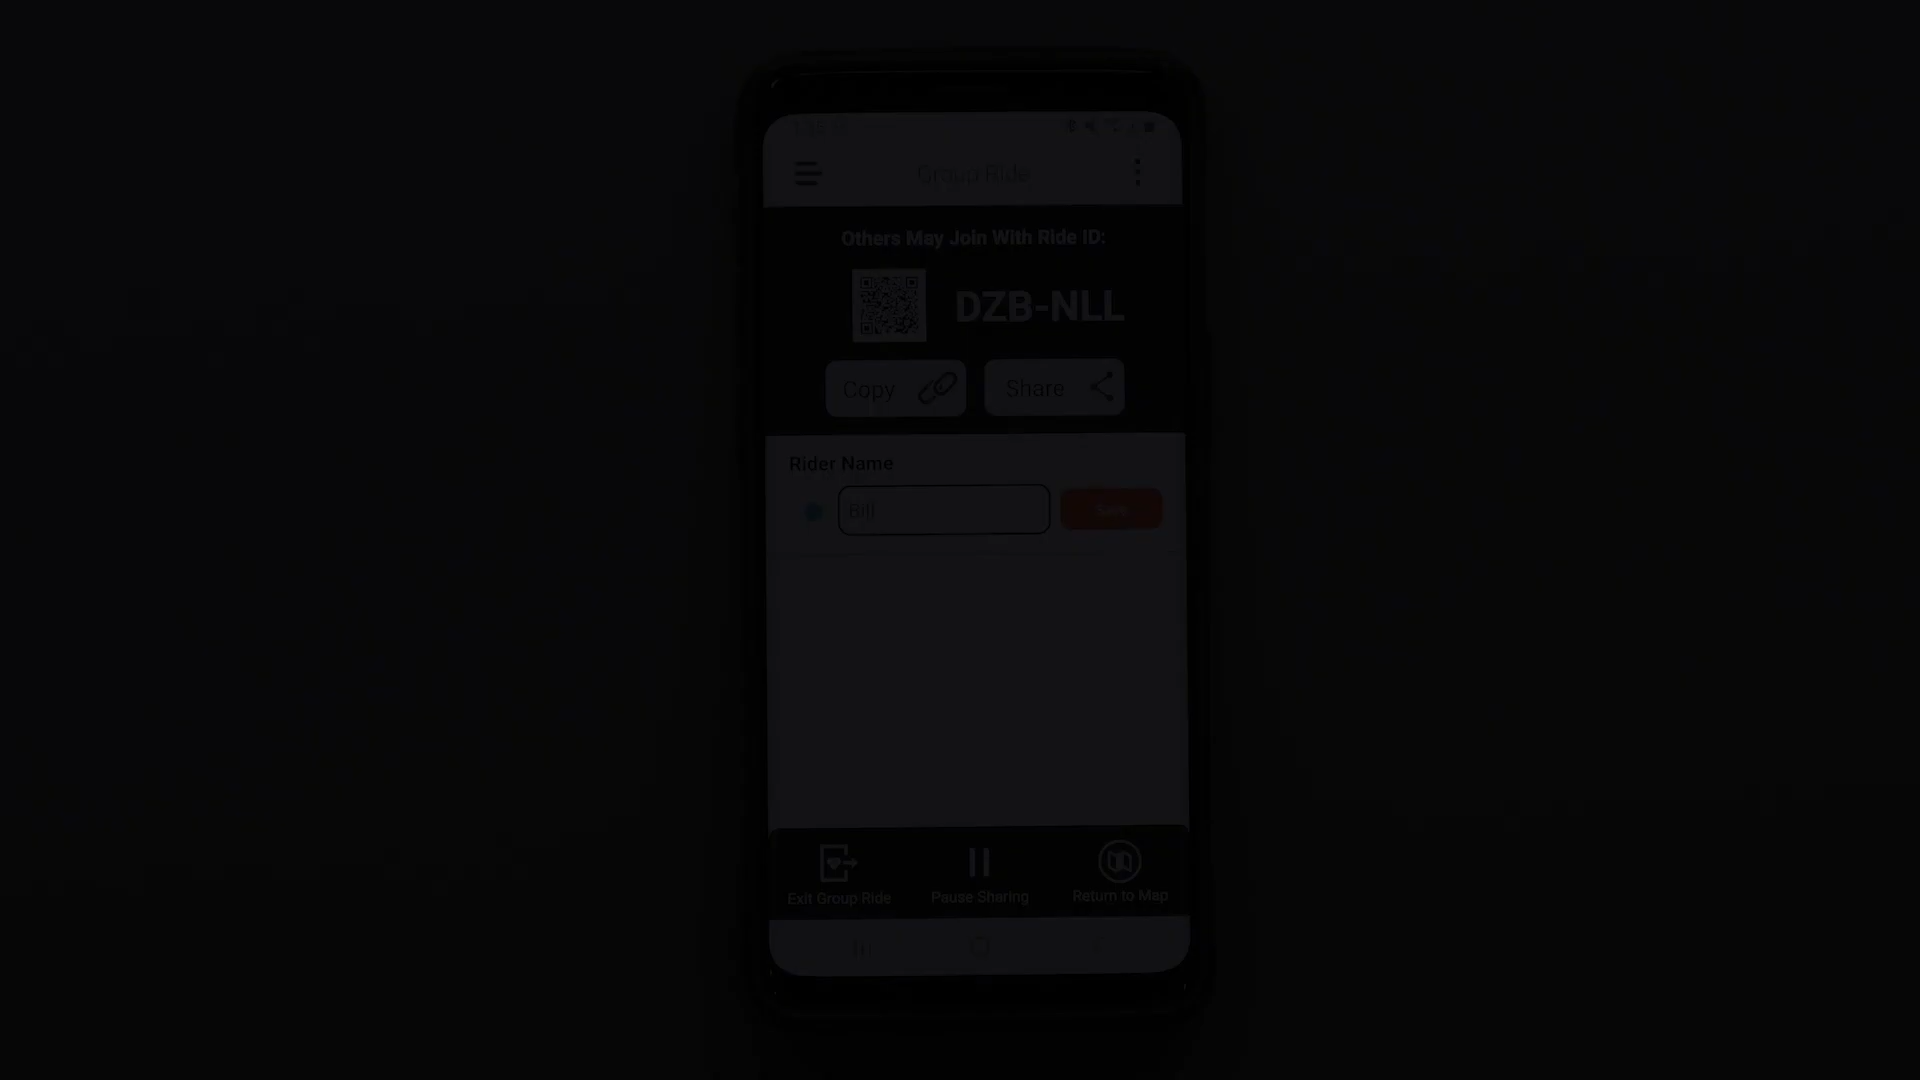 Group Ride
Others May Join With Ride ID:
DZB-NLL
Copy
Share
Rider Name
Bill
Save
Exit Group Ride
Pause Sharing
Return to Map